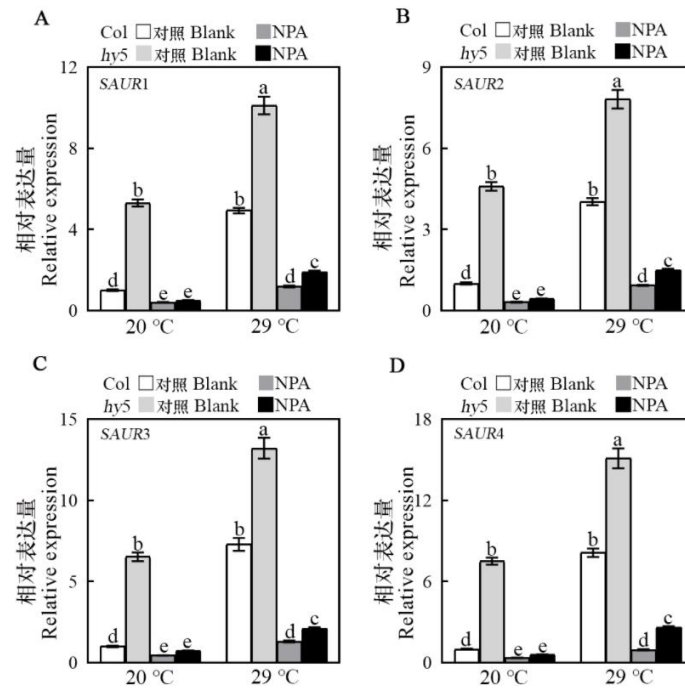 A
Col 对照 Blank NPA
hy5 对照 Blank NPA
相对表达量
Relative expression
12
8
4
0
SAUR1
d b e e b a d c
20 °C 29 °C
B
Col 对照 Blank NPA
hy5 对照 Blank NPA
相对表达量
Relative expression
9
6
3
0
SAUR2
d b e e b a d c
20 °C 29 °C
C
Col 对照 Blank NPA
hy5 对照 Blank NPA
相对表达量
Relative expression
15
10
5
0
SAUR3
d b e e b a d c
20 °C 29 °C
D
Col 对照 Blank NPA
hy5 对照 Blank NPA
相对表达量
Relative expression
18
12
6
0
SAUR4
d b e e b a d c
20 °C 29 °C